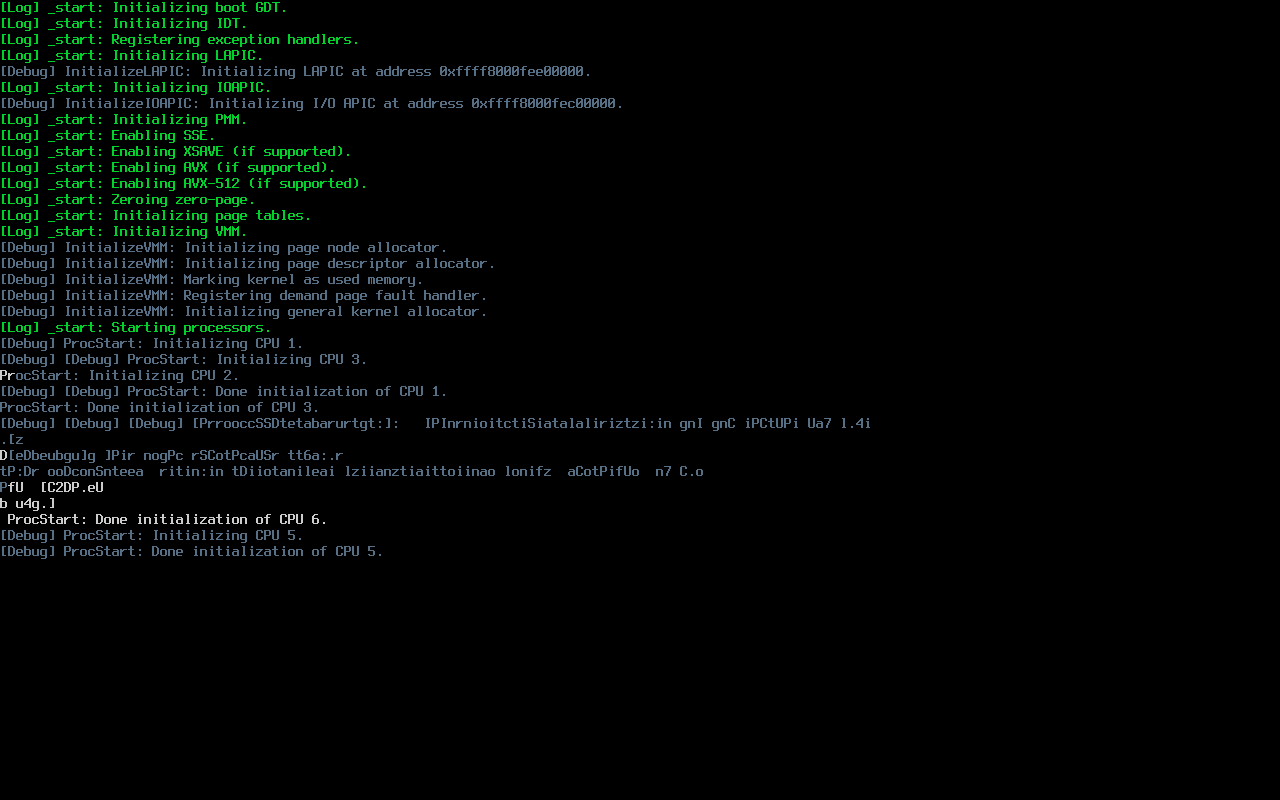 [Log] _start: Initializing boot GDT.
[Log] _start: Initializing IDT.
[Log] _start: Registering exception handlers.
[Log] _start: Initializing LAPIC.
[Debug] InitializeLAPIC: Initializing LAPIC at address 0xffff8000fee00000.
[Log] _start: Initializing IOAPIC.
[Debug] InitializeIOAPIC: Initializing I/O APIC at address 0xffff8000fec00000.
[Log] _start: Initializing PMM.
[Log] _start: Enabling SSE.
[Log] _start: Enabling XSAVE (if supported).
[Log] _start: Enabling AVX (if supported).
[Log] _start: Enabling AVX-512 (if supported).
[Log] _start: Zeroing zero-page.
[Log] _start: Initializing page tables.
[Log] _start: Initializing VMM.
[Debug] InitializeVMM: Initializing page node allocator.
[Debug] InitializeVMM: Initializing page descriptor allocator.
[Debug] InitializeVMM: Marking kernel as used memory.
[Debug] InitializeVMM: Registering demand page fault handler.
[Debug] InitializeVMM: Initializing general kernel allocator.
[Log] _start: Starting processors.
[Debug] ProcStart: Initializing CPU 1.
[Debug] [Debug] ProcStart: Initializing CPU 3.
ProcStart: Initializing CPU 2.
[Debug] [Debug] ProcStart: Done initialization of CPU 1.
ProcStart: Done initialization of CPU 3.
[Debug] [Debug] [Debug] [PrrooccSSDtetabarurtgt:]:   IPInrnioitctiSiatalaliriztzi:in gnI gnC iPCtUPi Ua7 l.4i
.[z
D[eDbeubgu]g ]Pir nogPc rSCotPcaUSr tt6a:.r
tP:Dr ooDconSnteea  ritin:in tDiiotanileai lziianztiaittoiinao lonifz  aCotPifUo  n7 C.o
PfU  [C2DP.eU
b u4g.]
 ProcStart: Done initialization of CPU 6.
[Debug] ProcStart: Initializing CPU 5.
[Debug] ProcStart: Done initialization of CPU 5.